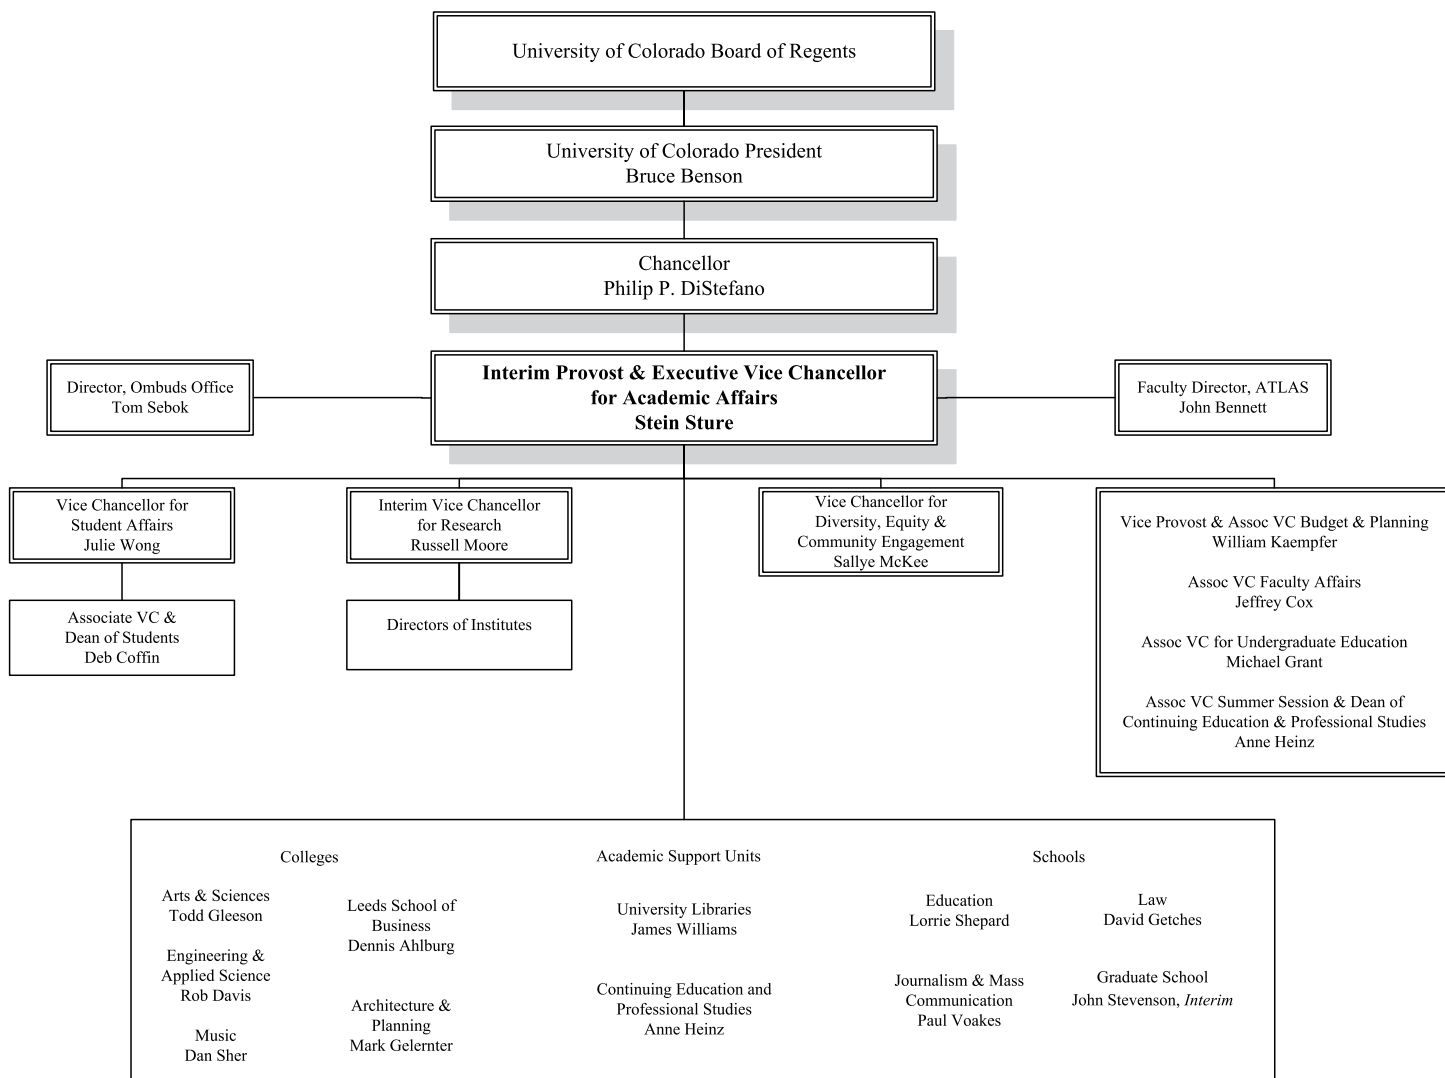 University of Colorado Board of Regents
University of Colorado President
Bruce Benson
Chancellor
Philip P. DiStefano
Director, Ombuds Office
Tom Sebok
Interim Provost & Executive Vice Chancellor
for Academic Affairs
Stein Sture
Faculty Director, ATLAS
John Bennett
Vice Chancellor for
Student Affairs
Julie Wong
Interim Vice Chancellor
for Research
Russell Moore
Vice Chancellor for
Diversity, Equity &
Community Engagement
Sallye McKee
Vice Provost & Assoc VC Budget & Planning
William Kaempfer
Assoc VC Faculty Affairs
Jeffrey Cox
Assoc VC for Undergraduate Education
Michael Grant
Assoc VC Summer Session & Dean of
Continuing Education & Professional Studies
Anne Heinz
Associate VC &
Dean of Students
Deb Coffin
Directors of Institutes
Colleges
Arts & Sciences
Todd Gleeson
Engineering &
Applied Science
Rob Davis
Music
Dan Sher
Leeds School of
Business
Dennis Ahlburg
Architecture &
Planning
Mark Gelernter
Academic Support Units
University Libraries
James Williams
Continuing Education and
Professional Studies
Anne Heinz
Schools
Education
Lorrie Shepard
Journalism & Mass
Communication
Paul Voakes
Law
David Getches
Graduate School
John Stevenson, Interim